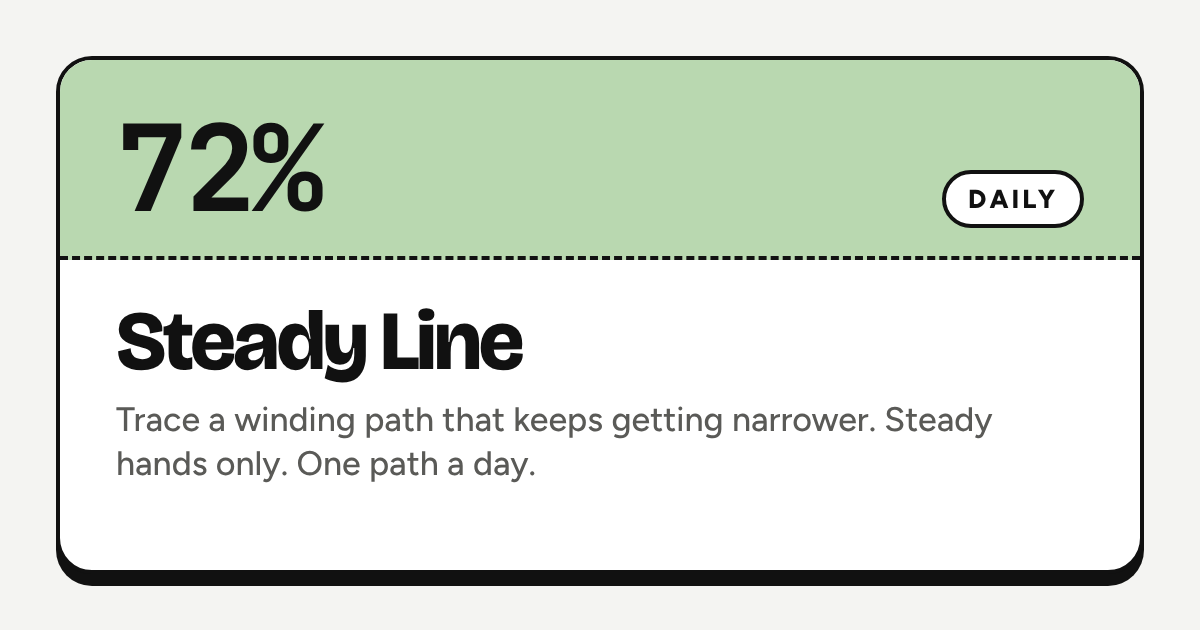 72%
DAILY
Steady Line
Trace a winding path that keeps getting narrower. Steady
hands only. One path a day.